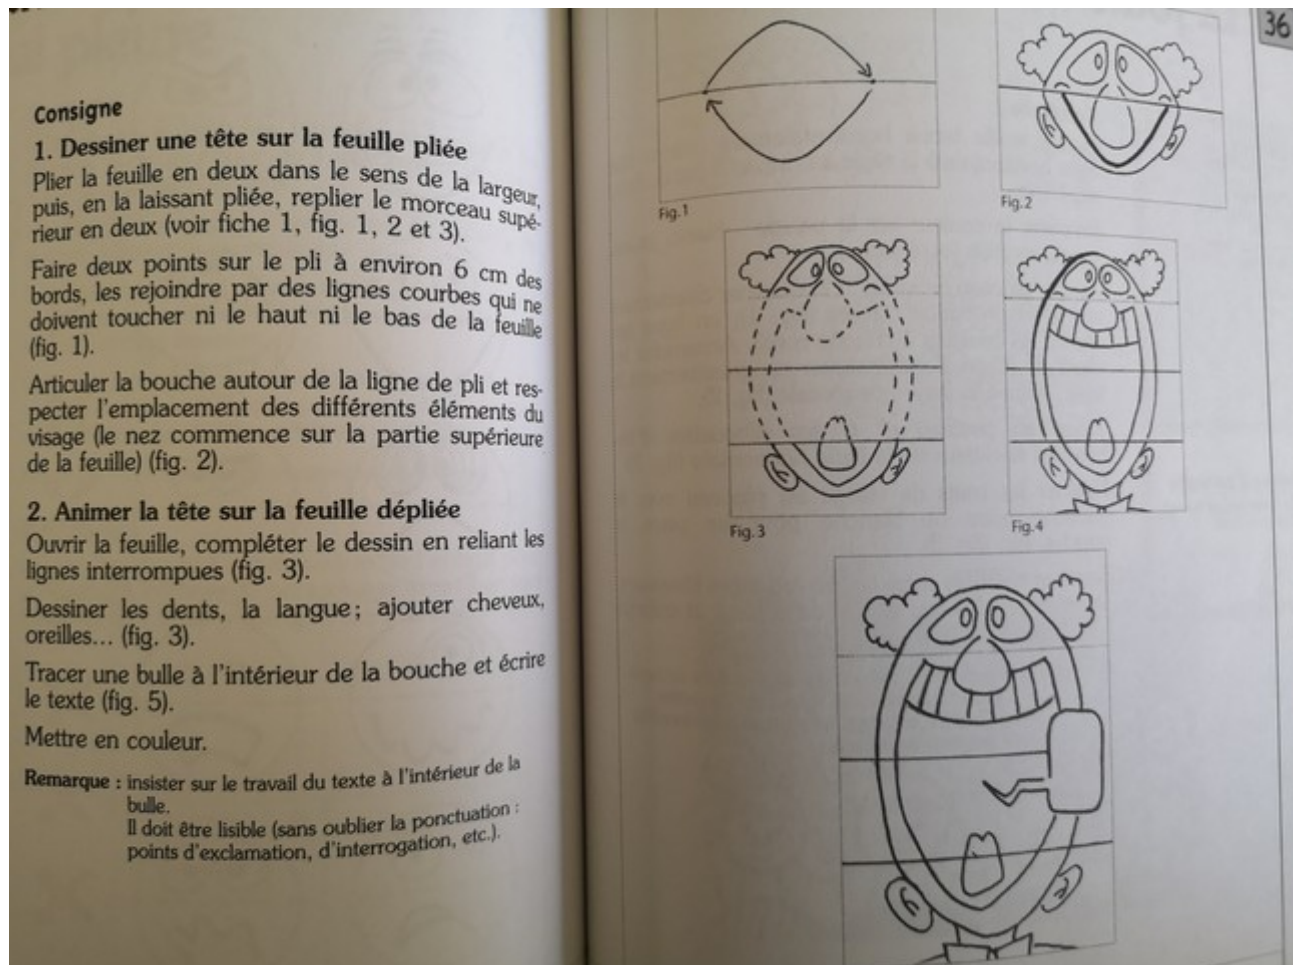 Consigne
1. Dessiner une tête sur la feuille pliée
Plier la feuille en deux dans le sens de la largeur,
puis, en la laissant pliée, replier le morceau supé-
rieur en deux (voir fiche 1, fig. 1, 2 et 3).
Faire deux points sur le pli à environ 6 cm des
bords, les rejoindre par des lignes courbes qui ne
doivent toucher ni le haut ni le bas de la feuille
(fig. 1).
Articuler la bouche autour de la ligne de pli et res-
pecter l'emplacement des différents éléments du
visage (le nez commence sur la partie supérieure
de la feuille) (fig. 2).
2. Animer la tête sur la feuille dépliée
Ouvrir la feuille, compléter le dessin en reliant les
lignes interrompues (fig. 3).
Dessiner les dents, la langue ; ajouter cheveux,
oreilles... (fig. 3).
Tracer une bulle à l'intérieur de la bouche et écrire
le texte (fig. 5).
Mettre en couleur.
Remarque : insister sur le travail du texte à l'intérieur de la
bulle.
Il doit être lisible (sans oublier la ponctuation :
points d'exclamation, d'interrogation, etc.).
36
Fig.1
Fig.2
Fig.3
Fig.4